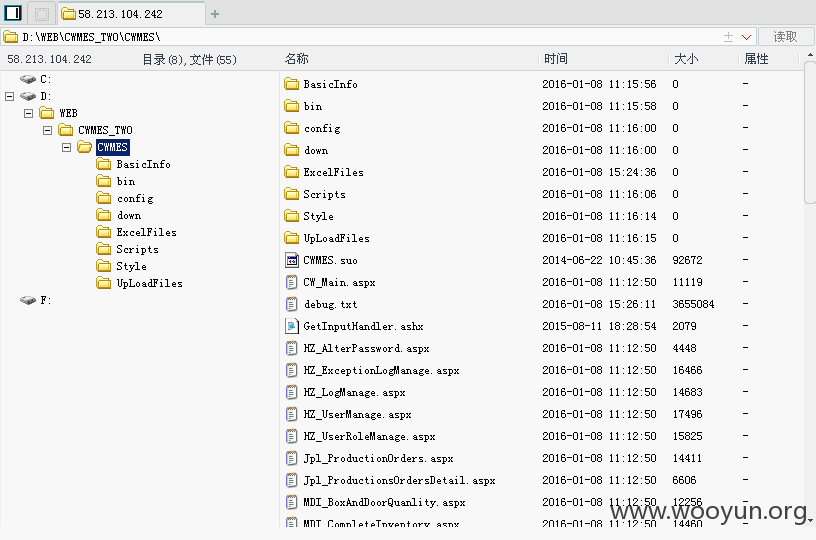 58.213.104.242
D:\WEB\CWMES_TWO\CWMES\ 读取
58.213.104.242 目录(8),文件(55) 名称 时间 大小 属性
C:
D:
WEB
CWMES_TWO
CWMES
BasicInfo
bin
config
down
ExcelFiles
Scripts
Style
UpLoadFiles
F:
BasicInfo 2016-01-08 11:15:56 0 -
bin 2016-01-08 11:15:58 0 -
config 2016-01-08 11:16:00 0 -
down 2016-01-08 11:16:00 0 -
ExcelFiles 2016-01-08 15:24:36 0 -
Scripts 2016-01-08 11:16:06 0 -
Style 2016-01-08 11:16:14 0 -
UpLoadFiles 2016-01-08 11:16:15 0 -
CWMES.suo 2014-06-22 10:45:36 92672 -
CW_Main.aspx 2016-01-08 11:12:50 11119 -
debug.txt 2016-01-08 15:26:11 3655084 -
GetInputHandler.ashx 2015-08-11 18:28:54 2079 -
HZ_AlterPassword.aspx 2016-01-08 11:12:50 4448 -
HZ_ExceptionLogManage.aspx 2016-01-08 11:12:50 16466 -
HZ_LogManage.aspx 2016-01-08 11:12:50 14683 -
HZ_UserManage.aspx 2016-01-08 11:12:50 17496 -
HZ_UserRoleManage.aspx 2016-01-08 11:12:50 15825 -
Jpl_ProductionOrders.aspx 2016-01-08 11:12:50 14411 -
Jpl_ProductionsOrdersDetail.aspx 2016-01-08 11:12:50 6606 -
MDI_BoxAndDoorQuanlity.aspx 2016-01-08 11:12:50 12256 -
MDI_CompleteInventory.aspx 2016-01-08 11:12:50 14460 -
www.wooyun.org